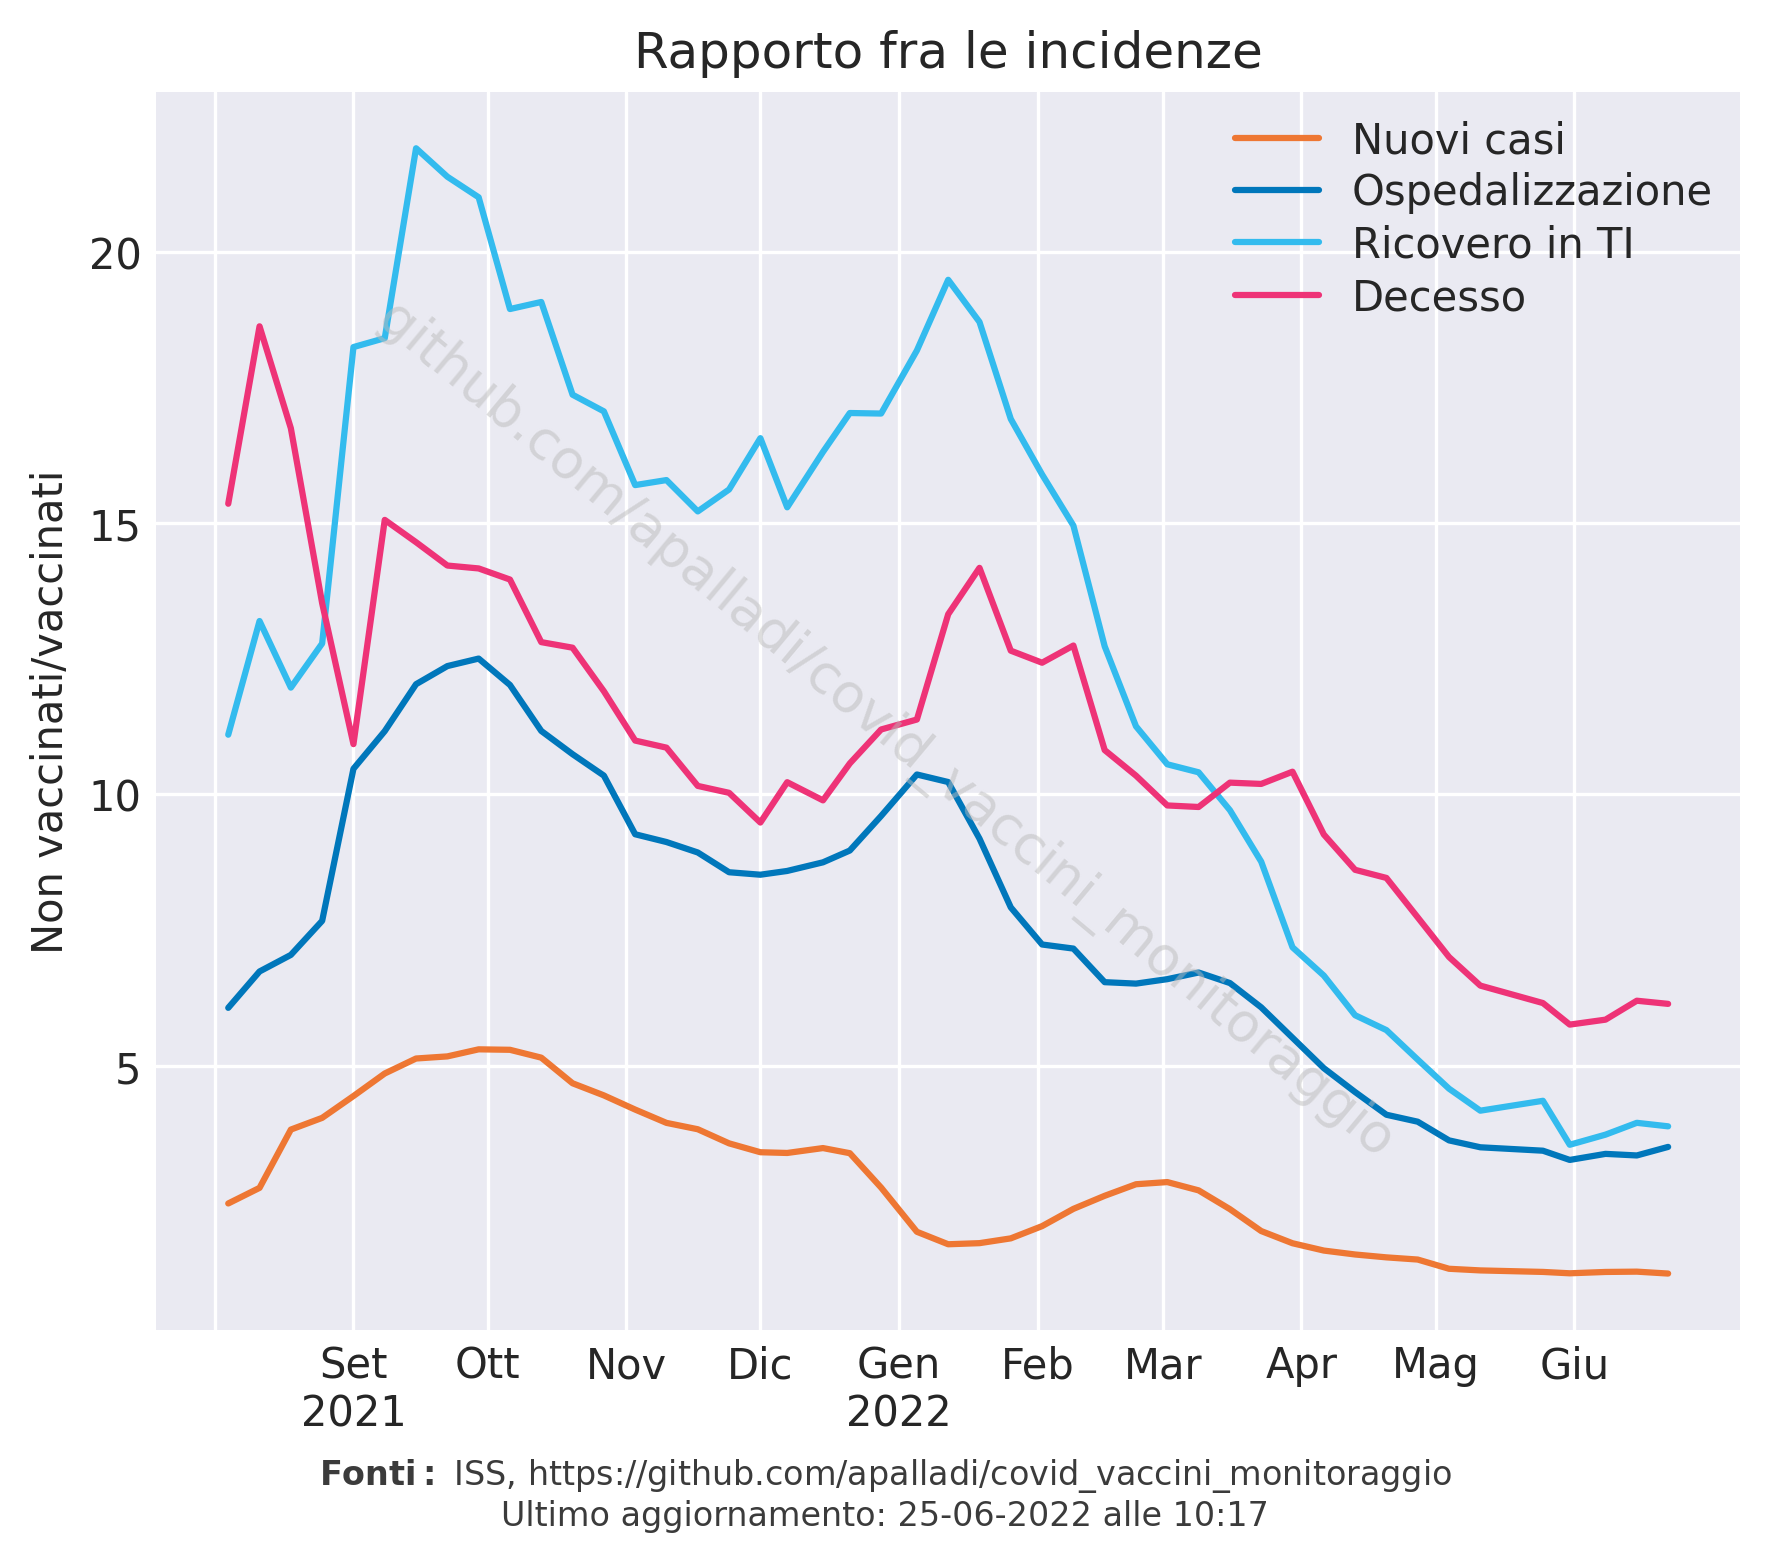 Rapporto fra le incidenze
Nuovi casi
Ospedalizzazione
Ricovero in TI
Decesso
Non vaccinati/vaccinati
20
15
10
5
github.com/apalladi/covid_vaccini_monitoraggio
Set Ott Nov Dic Gen Feb Mar Apr Mag Giu
2021 2022
Fonti: ISS, https://github.com/apalladi/covid_vaccini_monitoraggio
Ultimo aggiornamento: 25-06-2022 alle 10:17